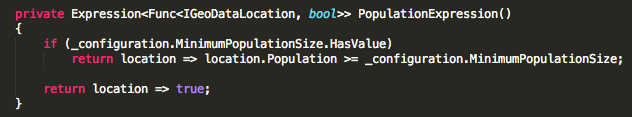 private Expression<Func<IGeoDataLocation, bool>> PopulationExpression()
{
    if (_configuration.MinimumPopulationSize.HasValue)
        return location => location.Population >= _configuration.MinimumPopulationSize;
    return location => true;
}